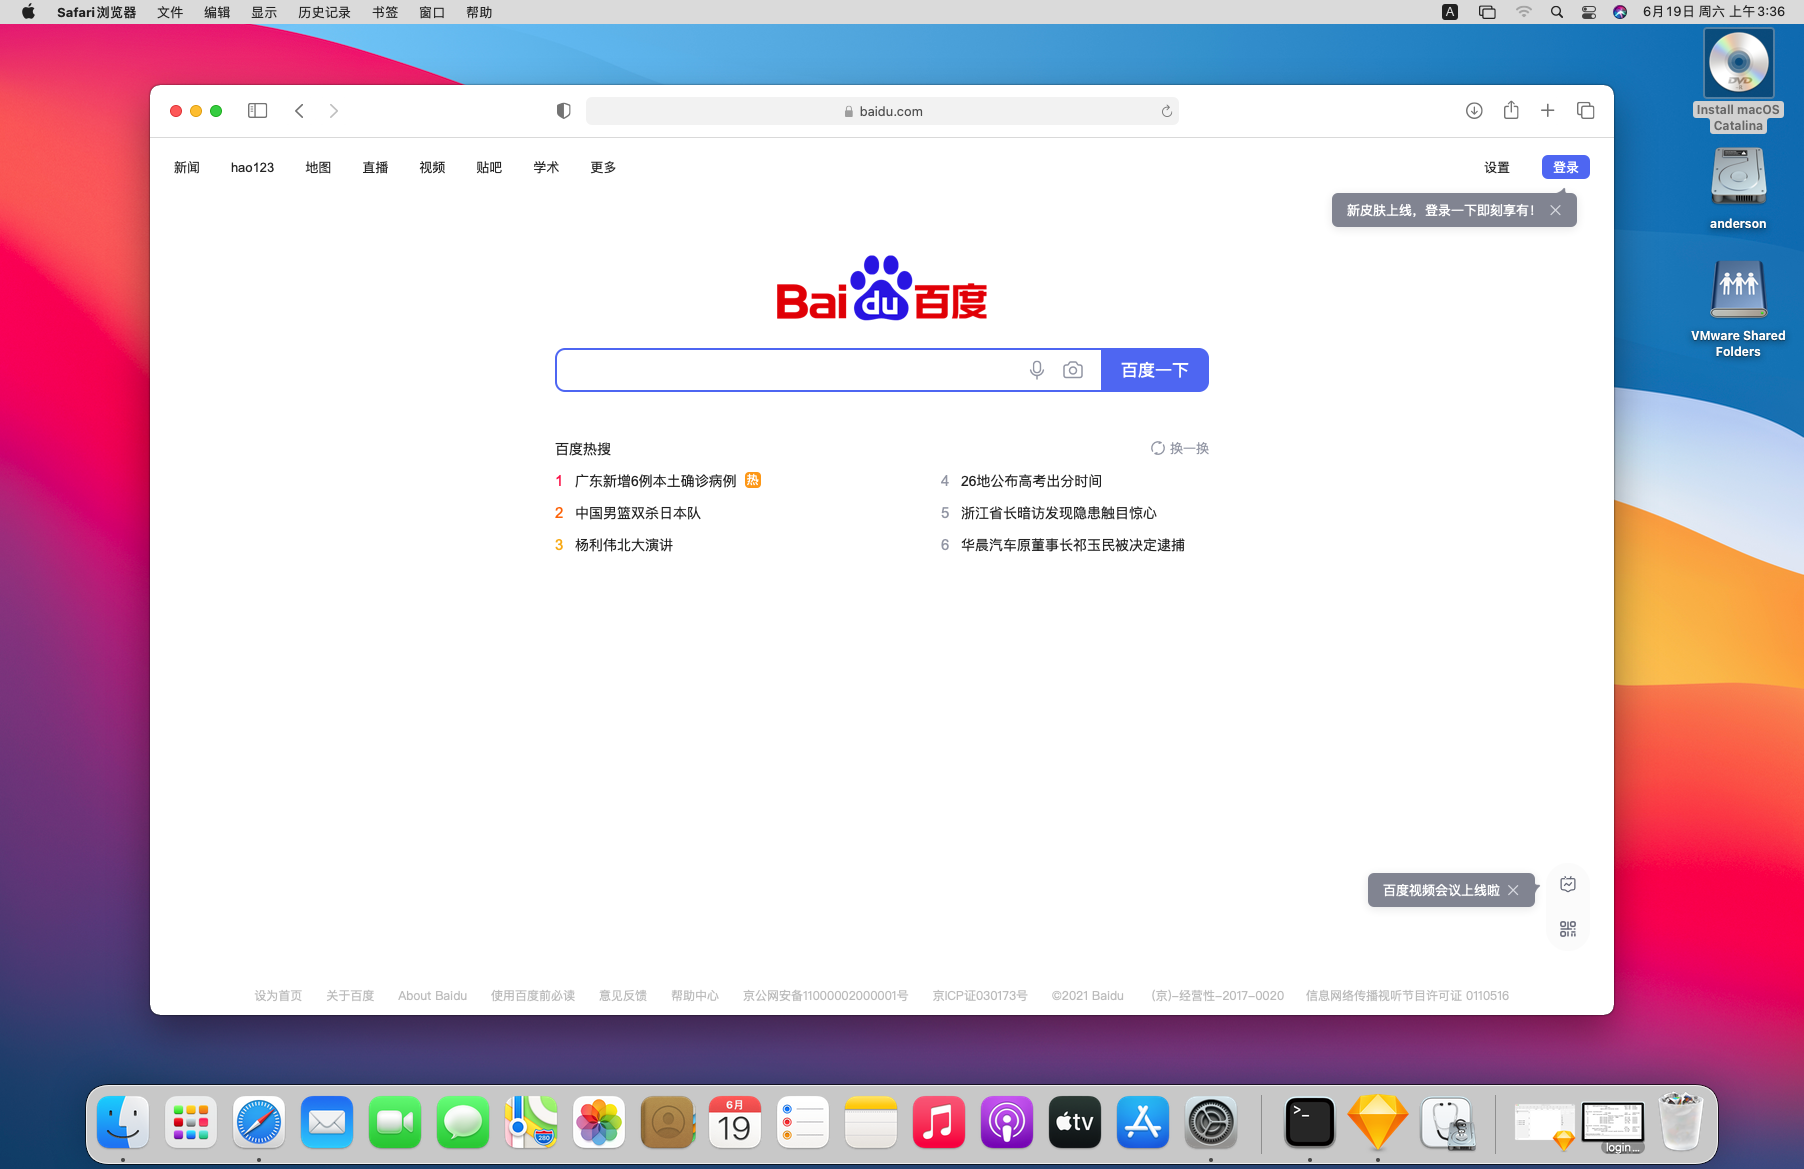 Safari浏览器 文件 编辑 显示 历史记录 书签 窗口 帮助 A 6月19日 周六 上午3:36
baidu.com
Install macOS
Catalina
anderson
VMware Shared
Folders
新闻 hao123 地图 直播 视频 贴吧 学术 更多 设置 登录
新皮肤上线，登录一下即刻享有！
Bai du 百度
百度一下
百度热搜 换一换
1 广东新增6例本土确诊病例 热
2 中国男篮双杀日本队
3 杨利伟北大演讲
4 26地公布高考出分时间
5 浙江省长暗访发现隐患触目惊心
6 华晨汽车原董事长祁玉民被决定逮捕
百度视频会议上线啦
设为首页 关于百度 About Baidu 使用百度前必读 意见反馈 帮助中心 京公网安备11000002000001号 京ICP证030173号 ©2021 Baidu (京)-经营性-2017-0020 信息网络传播视听节目许可证 0110516
280
6月
19
tv
>_
login...